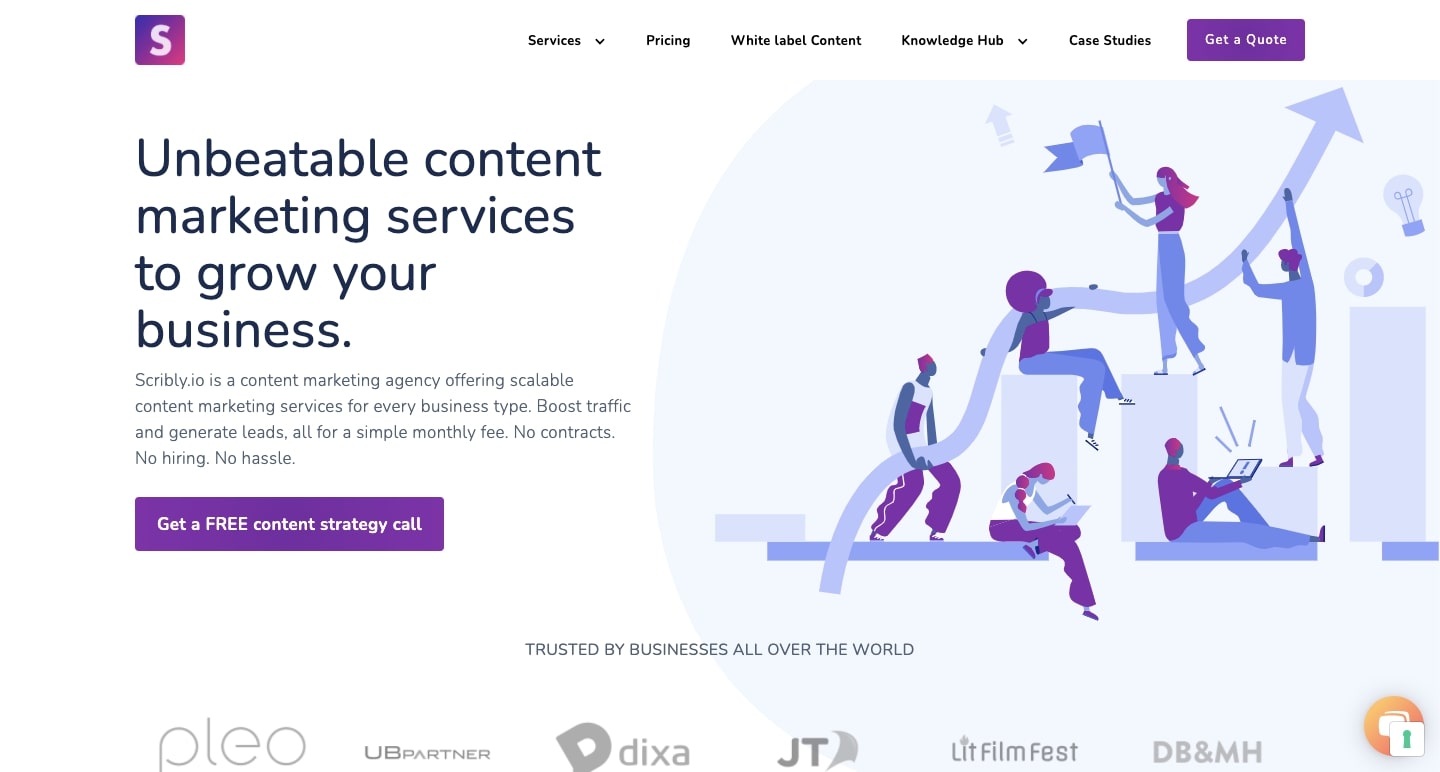 S
Services
Pricing
White label Content
Knowledge Hub
Case Studies
Get a Quote
Unbeatable content
marketing services
to grow your
business.
Scribly.io is a content marketing agency offering scalable
content marketing services for every business type. Boost traffic
and generate leads, all for a simple monthly fee. No contracts.
No hiring. No hassle.
Get a FREE content strategy call
TRUSTED BY BUSINESSES ALL OVER THE WORLD
pleo
UBPARTNER
dixa
JT
LitFilmFest
DB&MH